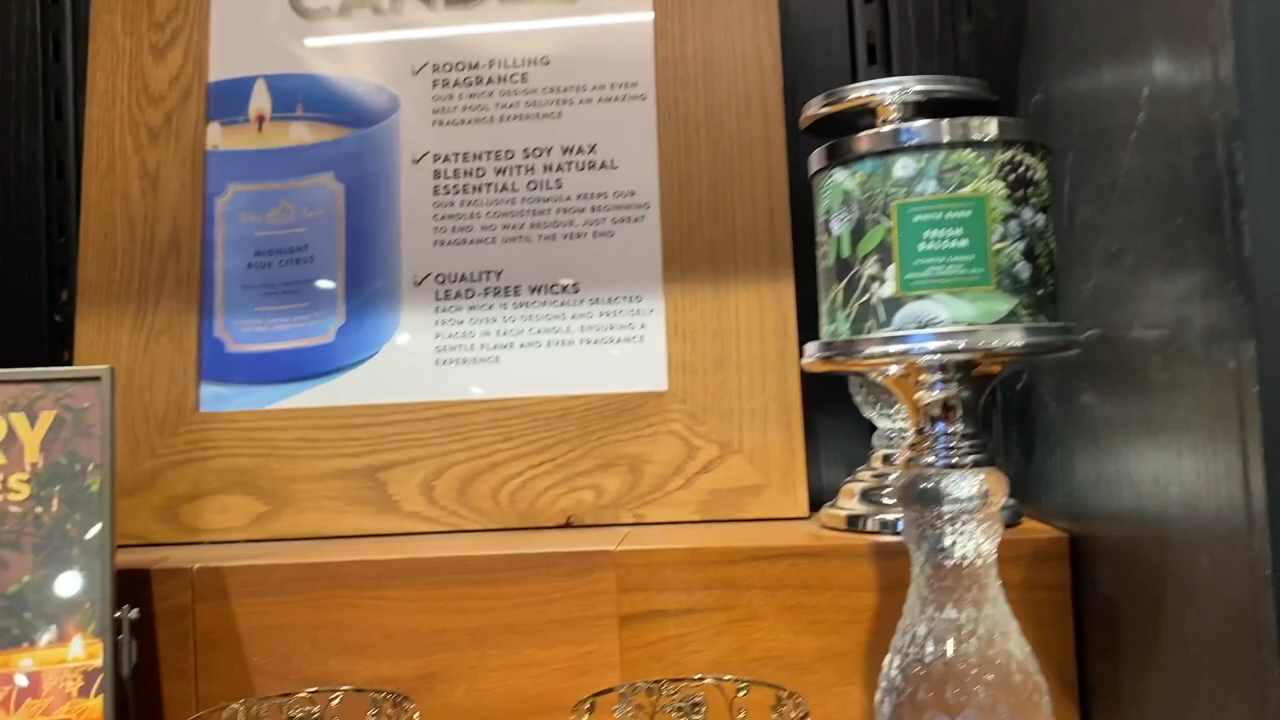 CANDLE
✓ ROOM-FILLING
FRAGRANCE
OUR 3-WICK DESIGN CREATES AN EVEN
MELT POOL THAT DELIVERS AN AMAZING
FRAGRANCE EXPERIENCE
✓ PATENTED SOY WAX
BLEND WITH NATURAL
ESSENTIAL OILS
OUR EXCLUSIVE FORMULA KEEPS OUR
CANDLES CONSISTENT FROM BEGINNING
TO END. NO WAX RESIDUE, JUST GREAT
FRAGRANCE UNTIL THE VERY END
✓ QUALITY
LEAD-FREE WICKS
EACH WICK IS SPECIFICALLY SELECTED
FROM OVER 50 DESIGNS AND PRECISELY
PLACED IN EACH CANDLE, ENSURING A
GENTLE FLAME AND EVEN FRAGRANCE
EXPERIENCE
MIDNIGHT
BLUE CITRUS
WHITE BARN
FRESH
BALSAM
RY
ES